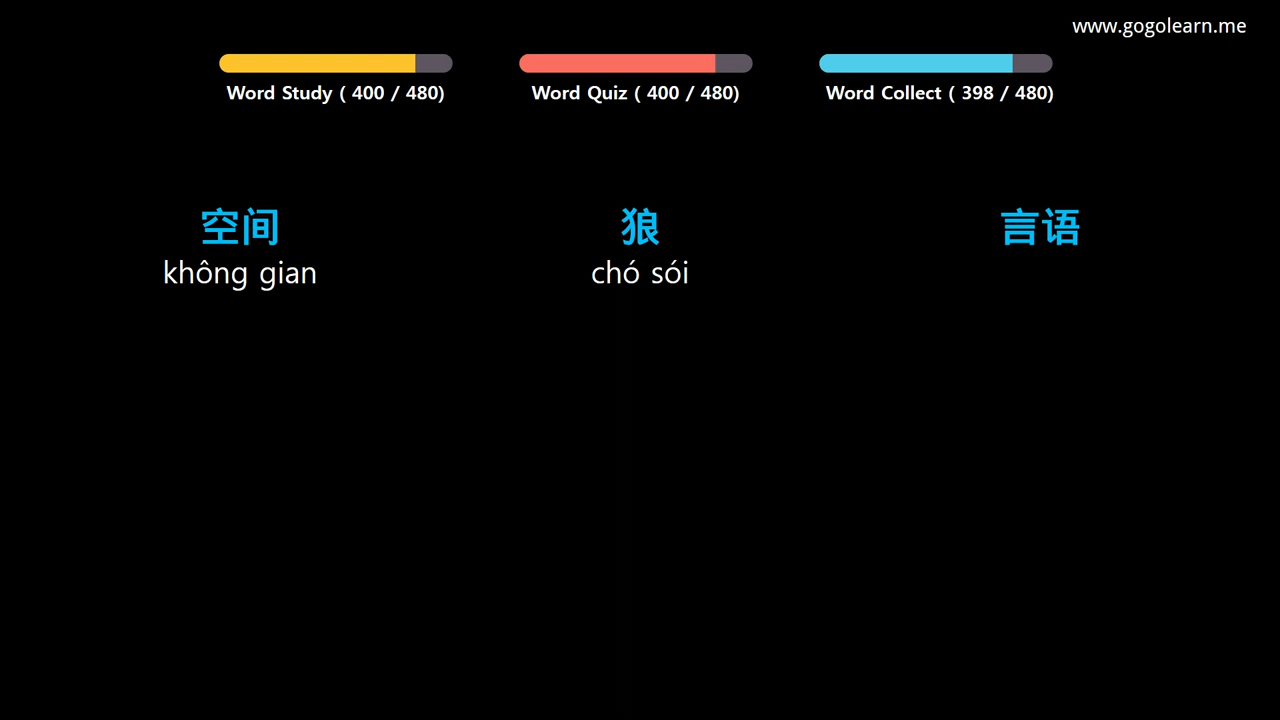 www.gogolearn.me
Word Study ( 400 / 480)
Word Quiz ( 400 / 480)
Word Collect ( 398 / 480)
空间
không gian
狼
chó sói
言语